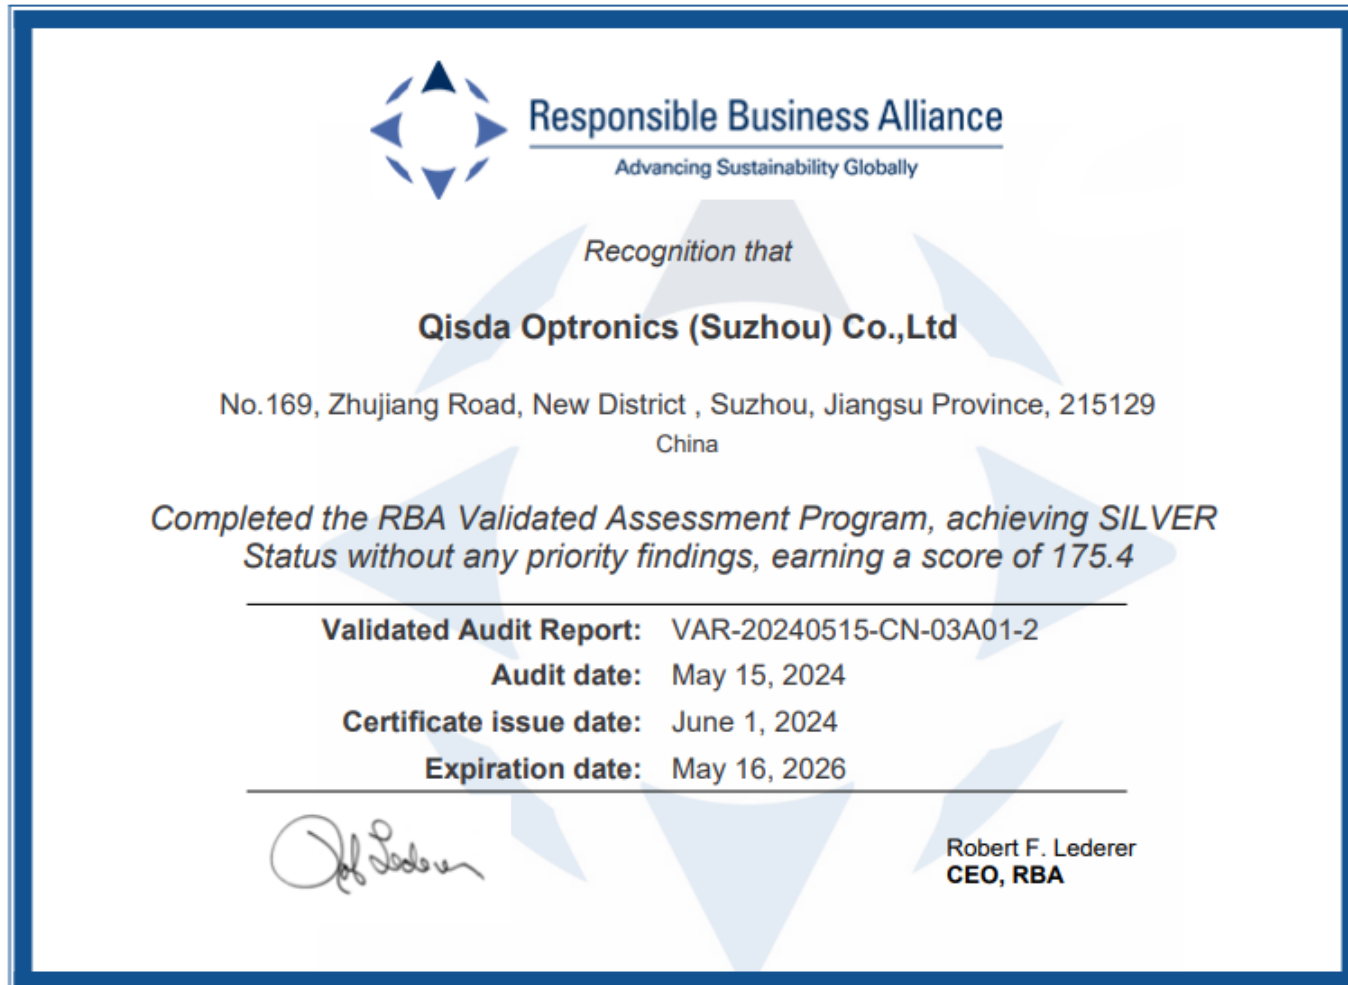 Responsible Business Alliance
Advancing Sustainability Globally
Recognition that
Qisda Optronics (Suzhou) Co.,Ltd
No.169, Zhujiang Road, New District , Suzhou, Jiangsu Province, 215129
China
Completed the RBA Validated Assessment Program, achieving SILVER
Status without any priority findings, earning a score of 175.4
Validated Audit Report: VAR-20240515-CN-03A01-2
Audit date: May 15, 2024
Certificate issue date: June 1, 2024
Expiration date: May 16, 2026
Rob Lederer
Robert F. Lederer
CEO, RBA